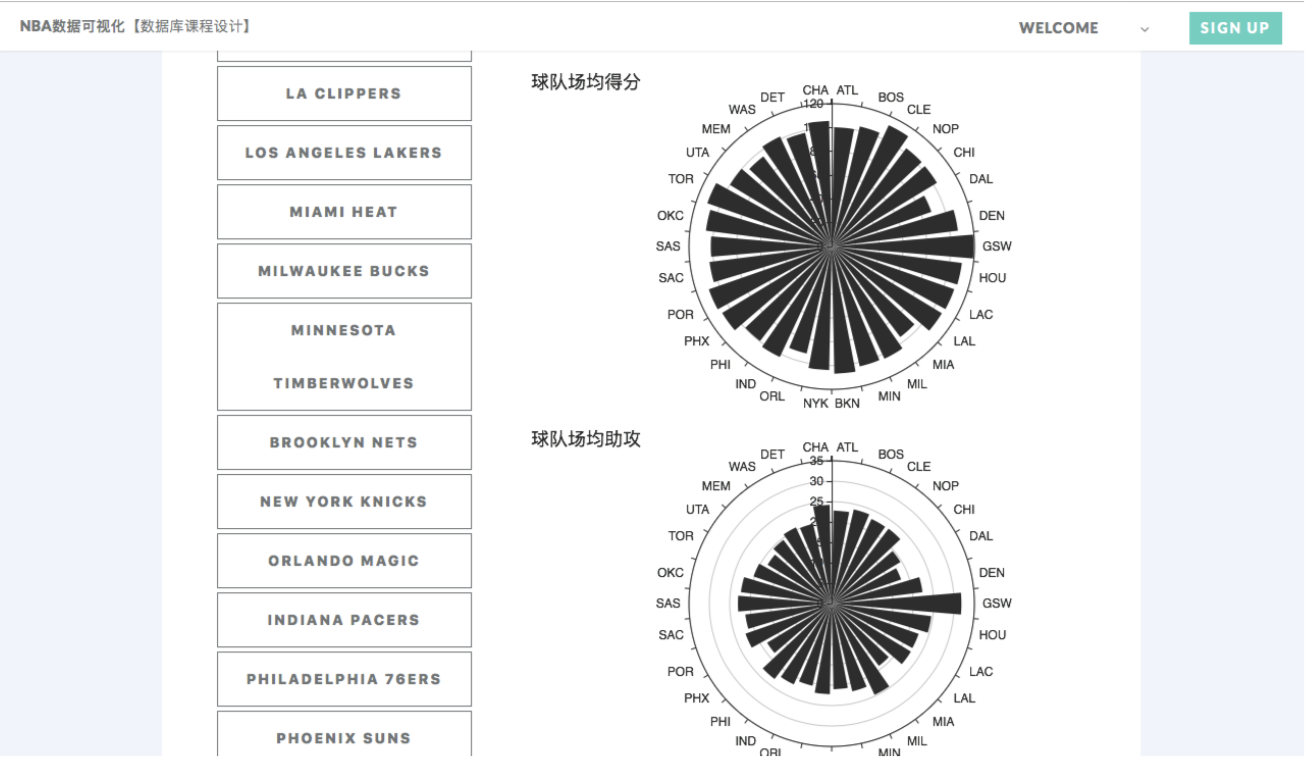 NBA数据可视化【数据库课程设计】
WELCOME
SIGN UP
LA CLIPPERS
LOS ANGELES LAKERS
MIAMI HEAT
MILWAUKEE BUCKS
MINNESOTA
TIMBERWOLVES
BROOKLYN NETS
NEW YORK KNICKS
ORLANDO MAGIC
INDIANA PACERS
PHILADELPHIA 76ERS
PHOENIX SUNS
球队场均得分
CHA
ATL
BOS
CLE
NOP
CHI
DAL
DEN
GSW
HOU
LAC
LAL
MIA
MIL
MIN
BKN
NYK
ORL
IND
PHI
PHX
POR
SAC
SAS
OKC
TOR
UTA
MEM
WAS
DET
120
球队场均助攻
CHA
ATL
BOS
CLE
NOP
CHI
DAL
DEN
GSW
HOU
LAC
LAL
MIA
MIL
MIN
ORL
IND
PHI
PHX
POR
SAC
SAS
OKC
TOR
UTA
MEM
WAS
DET
35
30
25